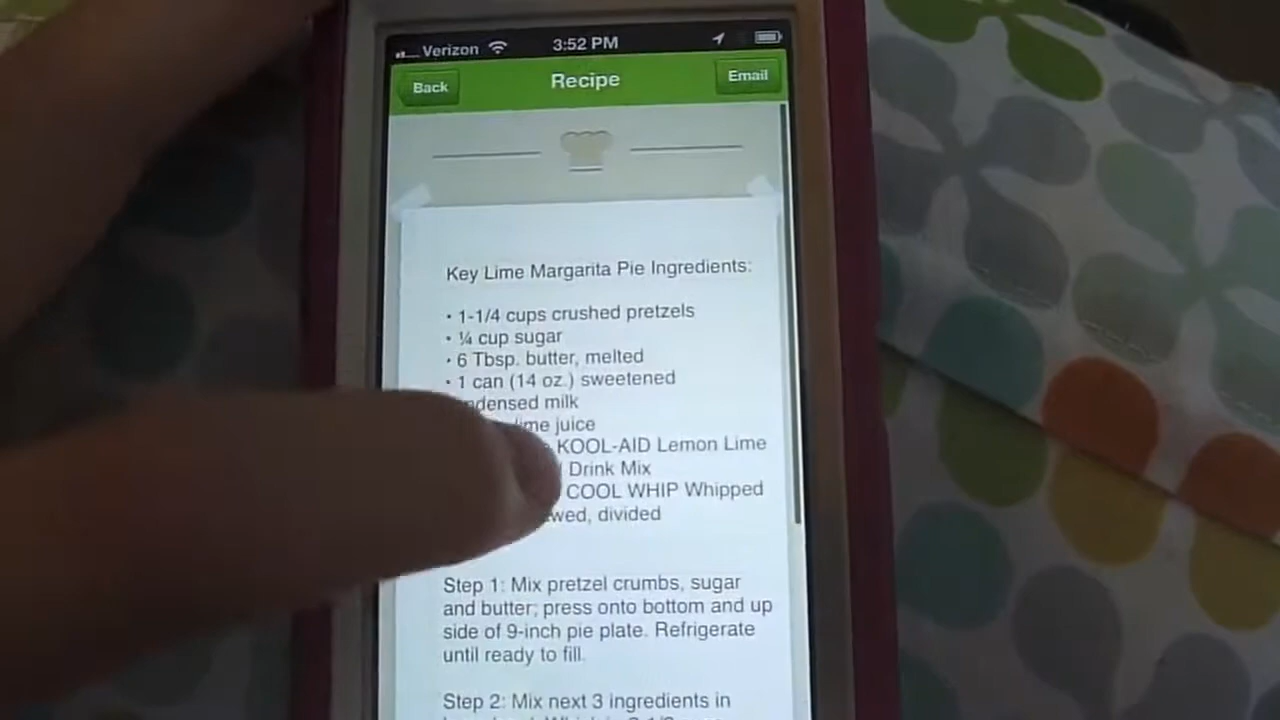 Verizon 3:52 PM
Back Recipe Email
Key Lime Margarita Pie Ingredients:
• 1-1/4 cups crushed pretzels
• ¼ cup sugar
• 6 Tbsp. butter, melted
• 1 can (14 oz.) sweetened
milk
juice
KOOL-AID Lemon Lime
Drink Mix
COOL WHIP Whipped
divided
Step 1: Mix pretzel crumbs, sugar
and butter; press onto bottom and up
side of 9-inch pie plate. Refrigerate
until ready to fill.
Step 2: Mix next 3 ingredients in